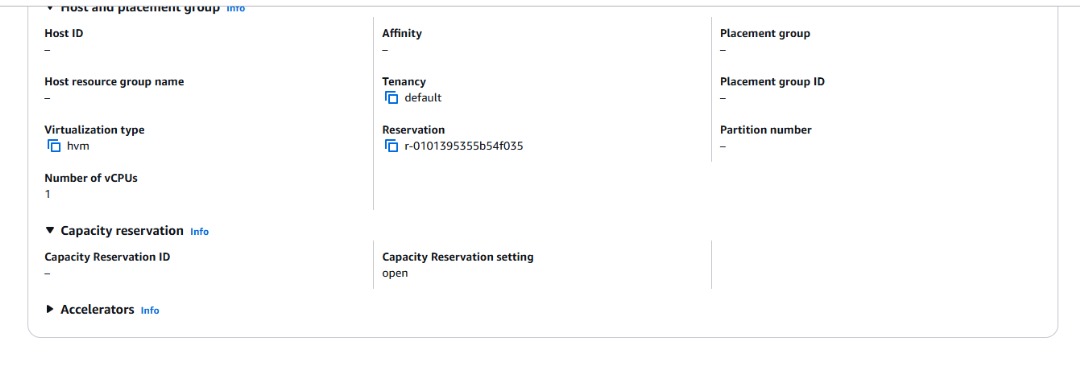 Host and placement group Info
Host ID
–
Affinity
–
Placement group
–
Host resource group name
–
Tenancy
default
Placement group ID
–
Virtualization type
hvm
Reservation
r-0101395355b54f035
Partition number
–
Number of vCPUs
1
Capacity reservation Info
Capacity Reservation ID
–
Capacity Reservation setting
open
Accelerators Info